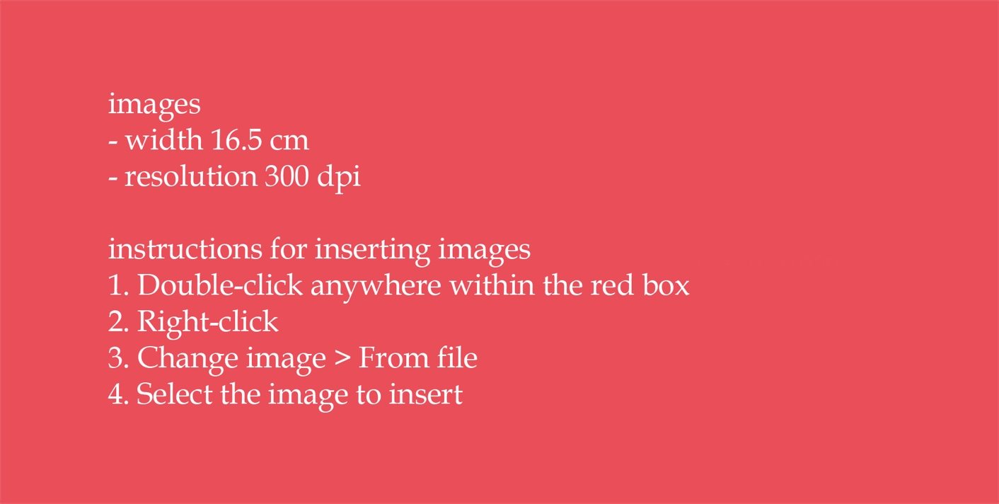 images
- width 16.5 cm
- resolution 300 dpi
instructions for inserting images
1. Double-click anywhere within the red box
2. Right-click
3. Change image > From file
4. Select the image to insert